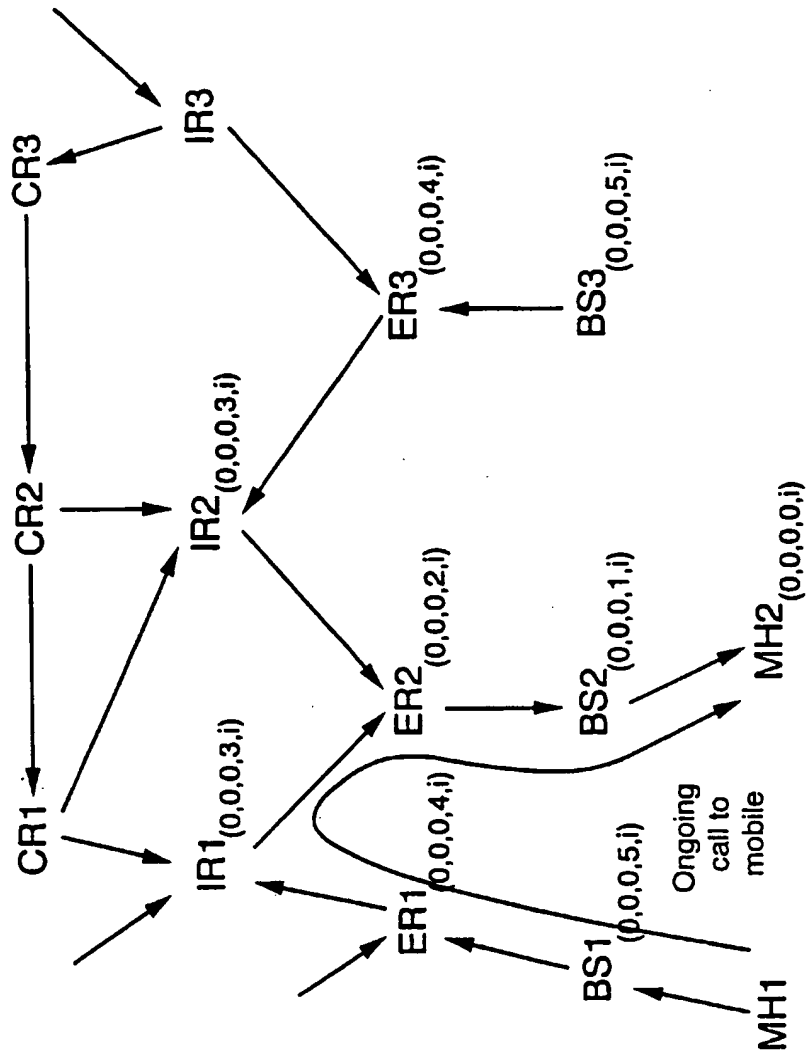 CR1
CR2
CR3
IR1(0,0,0,3,i)
IR2(0,0,0,3,i)
IR3
ER1(0,0,0,4,i)
ER2(0,0,0,2,i)
ER3(0,0,0,4,i)
BS1(0,0,0,5,i)
BS2(0,0,0,1,i)
BS3(0,0,0,5,i)
Ongoing
call to
mobile
MH1
MH2(0,0,0,0,i)